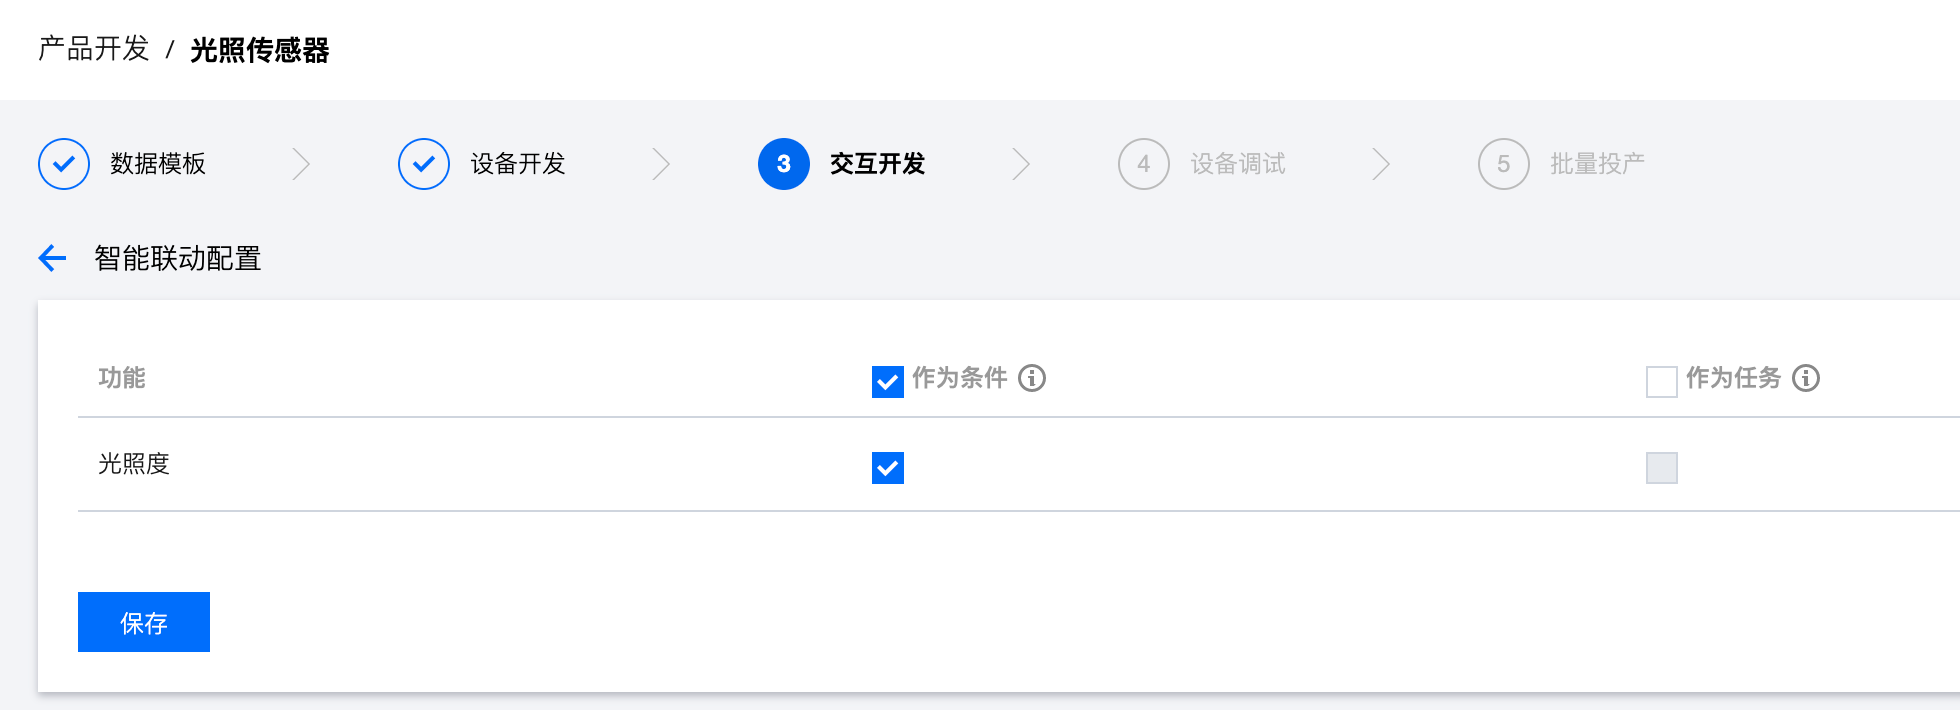 产品开发 / 光照传感器
数据模板 设备开发 3 交互开发 4 设备调试 5 批量投产
智能联动配置
功能 作为条件 作为任务
光照度
保存